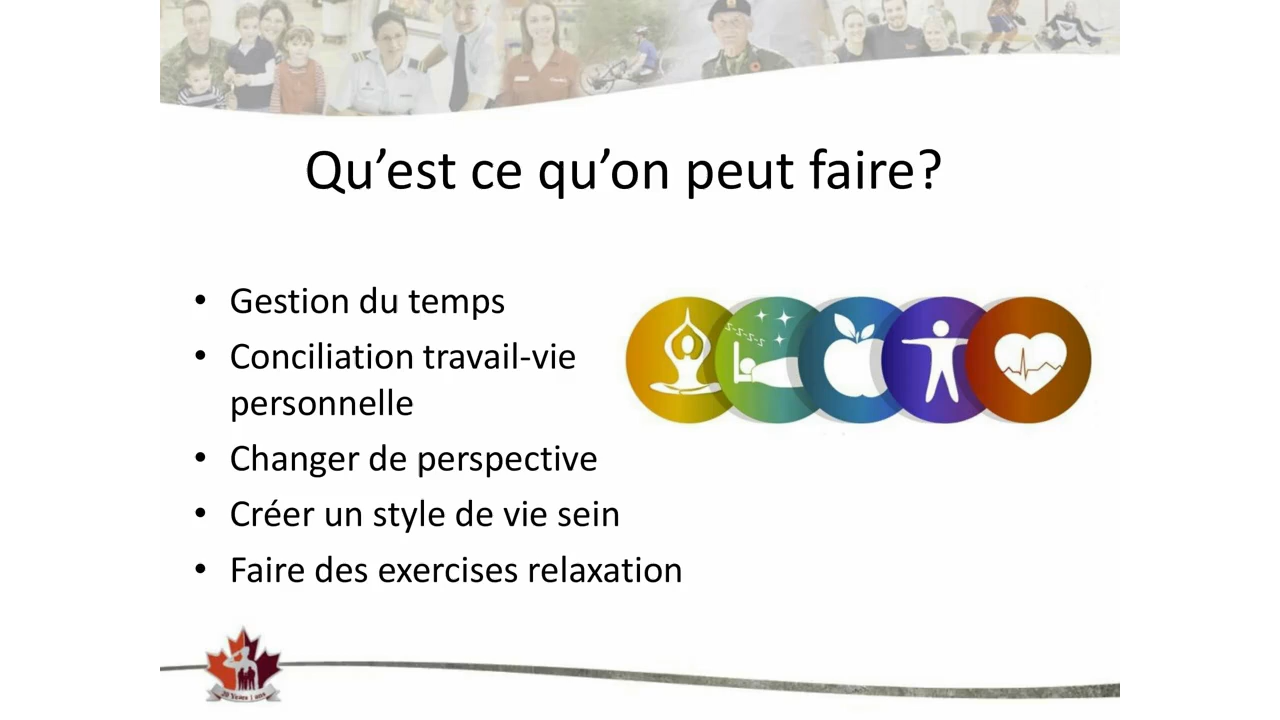 Qu’est ce qu’on peut faire?
• Gestion du temps
• Conciliation travail-vie
personnelle
• Changer de perspective
• Créer un style de vie sein
• Faire des exercises relaxation
z-z-z-z-z